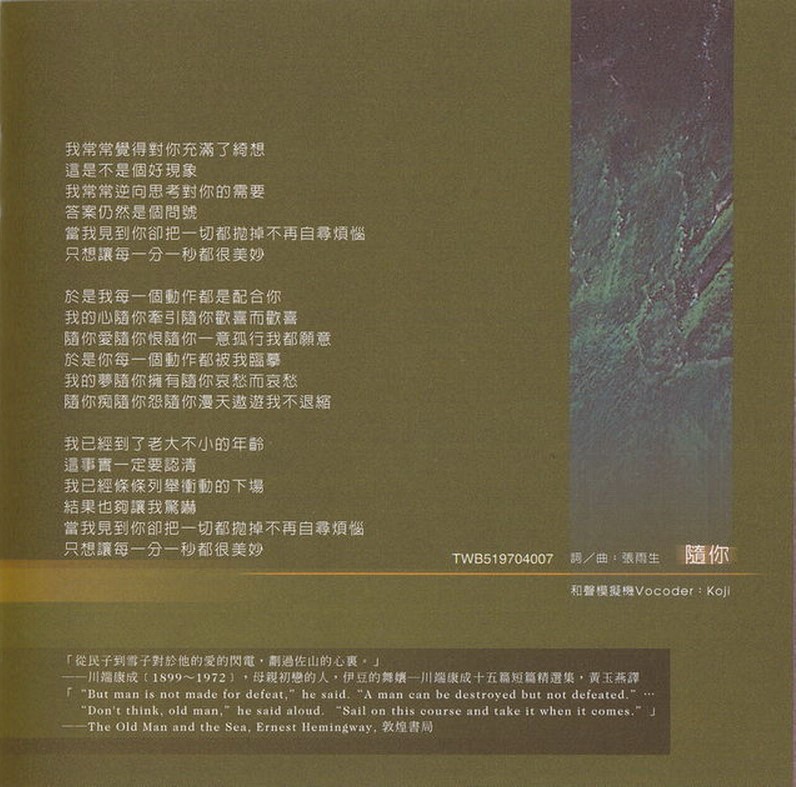 我常常覺得對你充滿了綺想
這是不是個好現象
我常常逆向思考對你的需要
答案仍然是個問號
當我見到你卻把一切都拋掉不再自尋煩惱
只想讓每一分一秒都很美妙
於是我每一個動作都是配合你
我的心隨你牽引隨你歡喜而歡喜
隨你愛隨你恨隨你一意孤行我都願意
於是你每一個動作都被我臨摹
我的夢隨你擁有隨你哀愁而哀愁
隨你痴隨你怨隨你漫天遨遊我不退縮
我已經到了老大不小的年齡
這事實一定要認清
我已經條條列舉衝動的下場
結果也夠讓我驚嚇
當我見到你卻把一切都拋掉不再自尋煩惱
只想讓每一分一秒都很美妙
TWB519704007 詞／曲：張雨生 隨你
和聲模擬機Vocoder：Koji
「從民子到雪子對於他的愛的閃電，劃過佐山的心裏。」
——川端康成〔1899～1972〕，母親初戀的人，伊豆的舞孃—川端康成十五篇短篇精選集，黃玉燕譯
「“But man is not made for defeat,” he said. “A man can be destroyed but not defeated.” …
“Don't think, old man,” he said aloud. “Sail on this course and take it when it comes.”」
——The Old Man and the Sea, Ernest Hemingway, 敦煌書局